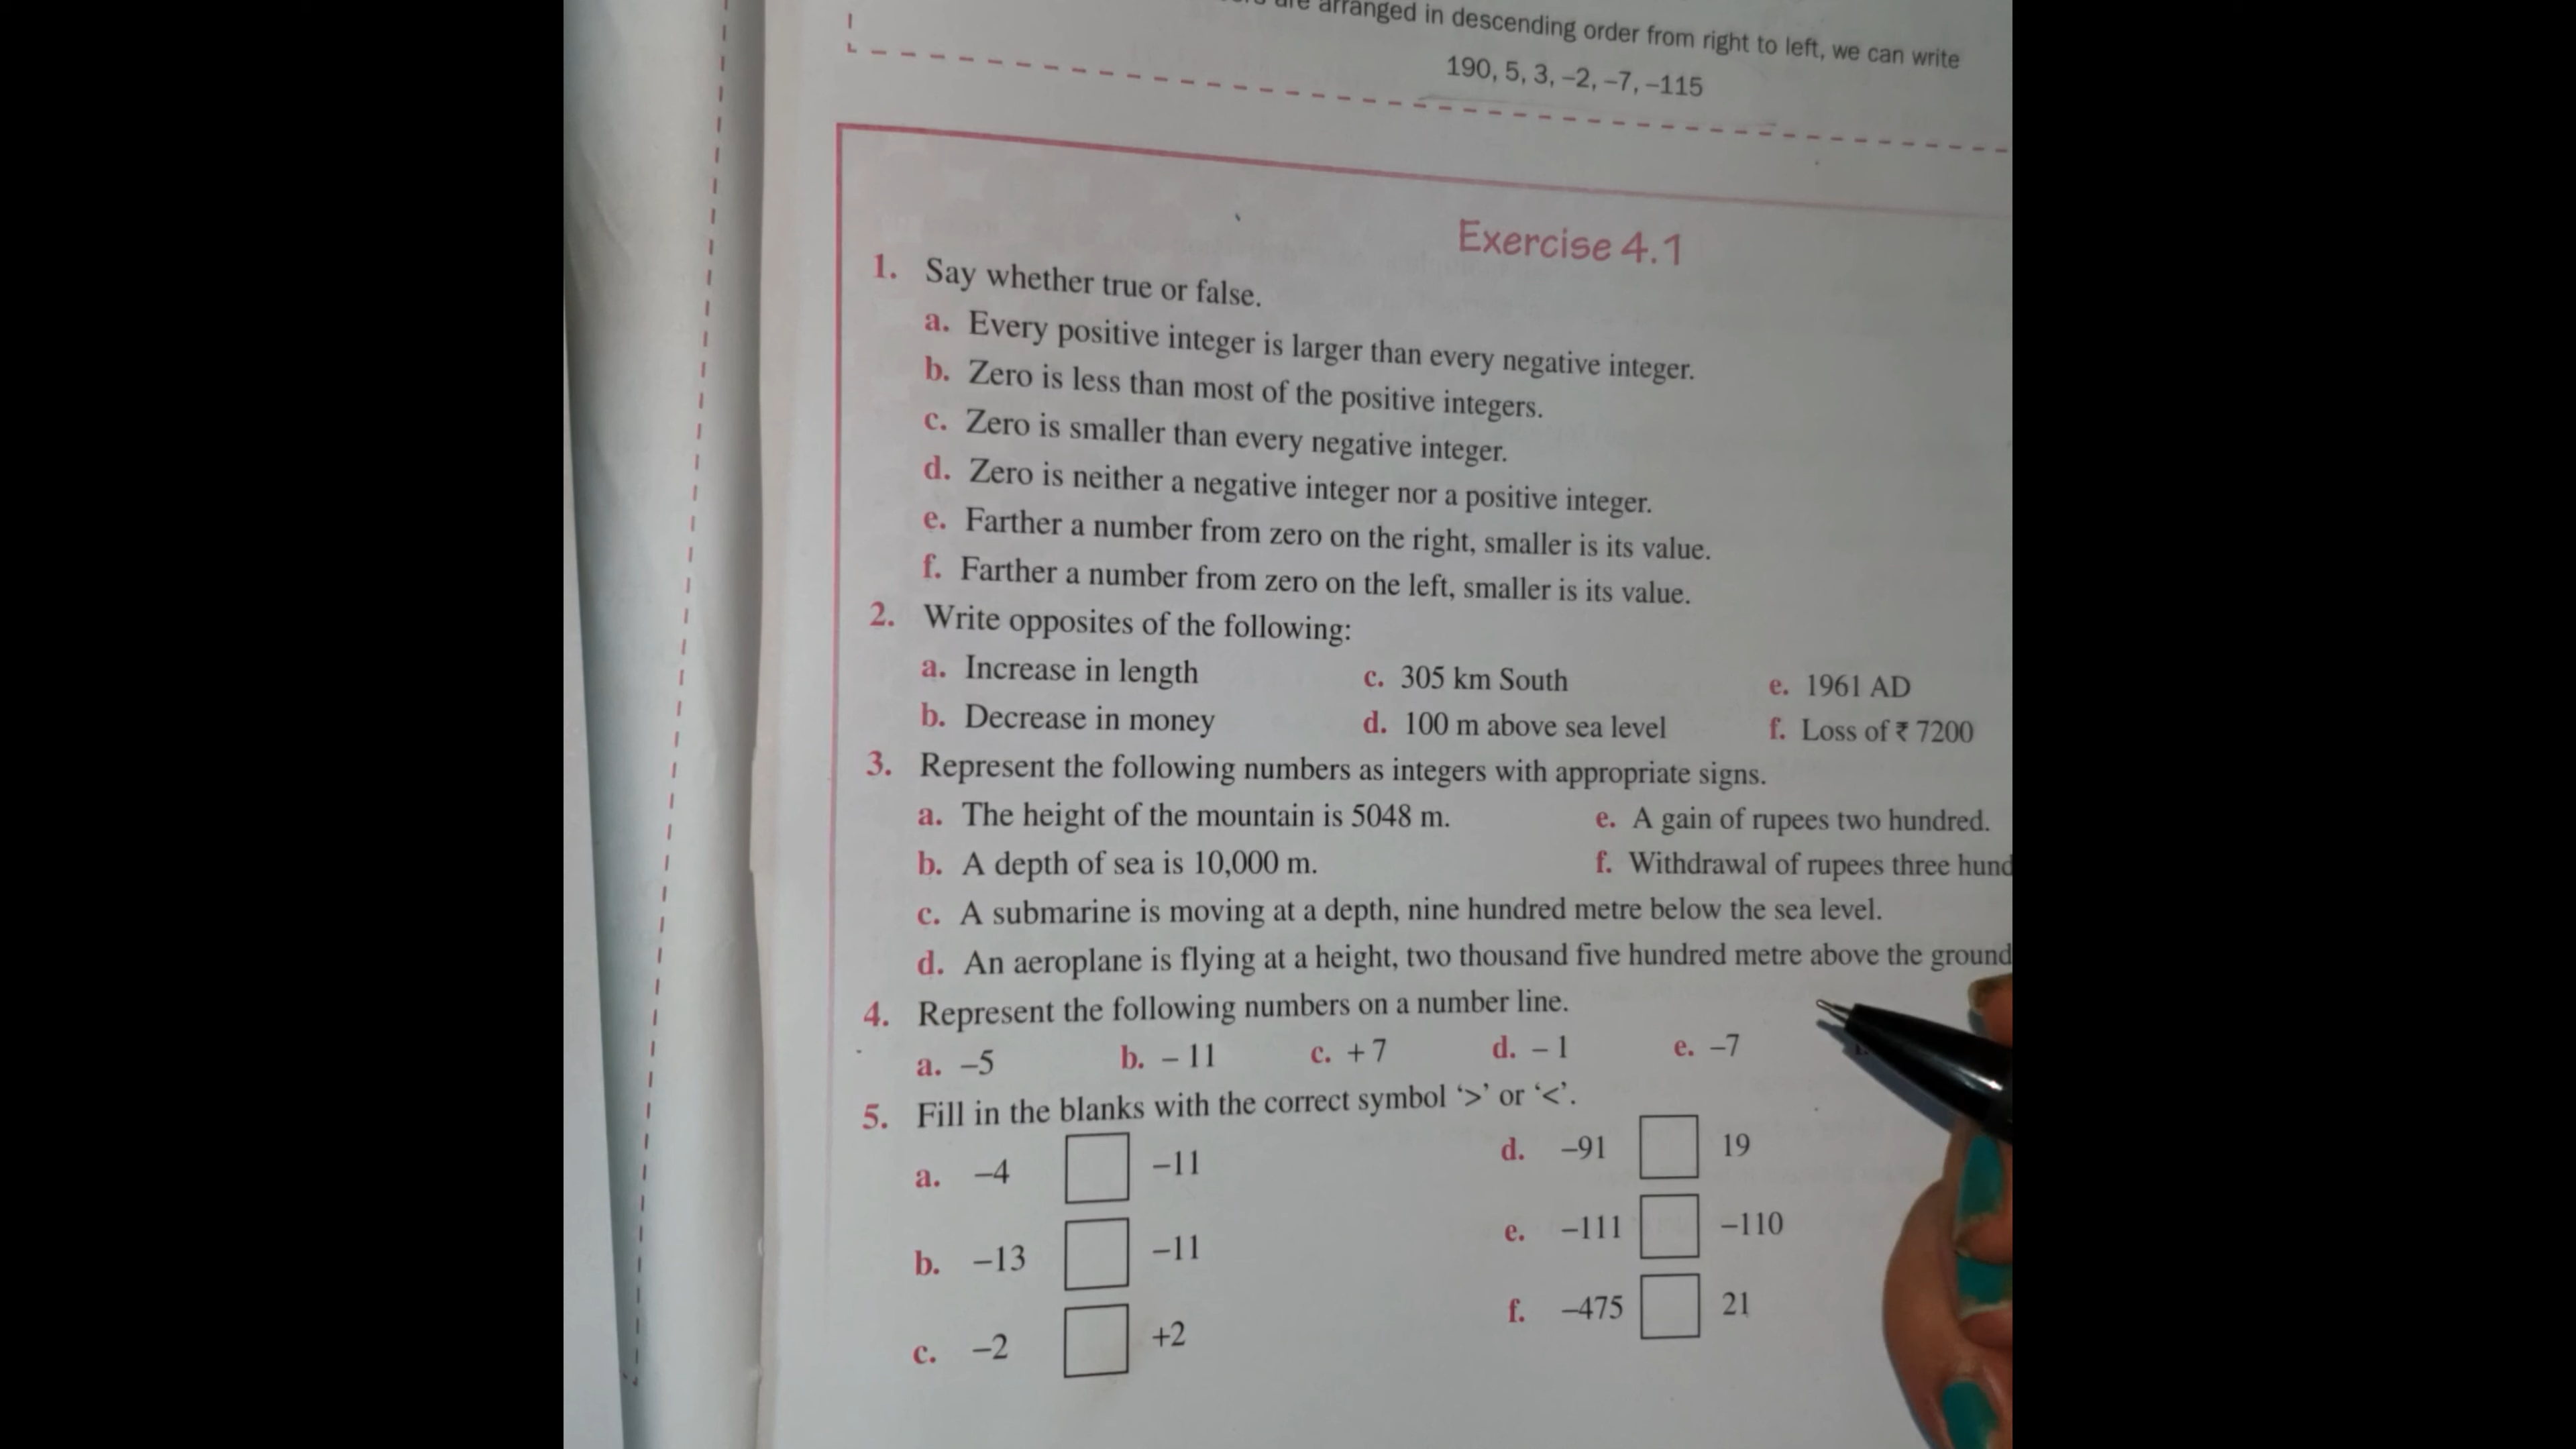 are arranged in descending order from right to left, we can write
190, 5, 3, –2, –7, –115
Exercise 4.1
1. Say whether true or false.
a. Every positive integer is larger than every negative integer.
b. Zero is less than most of the positive integers.
c. Zero is smaller than every negative integer.
d. Zero is neither a negative integer nor a positive integer.
e. Farther a number from zero on the right, smaller is its value.
f. Farther a number from zero on the left, smaller is its value.
2. Write opposites of the following:
a. Increase in length c. 305 km South e. 1961 AD
b. Decrease in money d. 100 m above sea level f. Loss of ₹ 7200
3. Represent the following numbers as integers with appropriate signs.
a. The height of the mountain is 5048 m. e. A gain of rupees two hundred.
b. A depth of sea is 10,000 m. f. Withdrawal of rupees three hund
c. A submarine is moving at a depth, nine hundred metre below the sea level.
d. An aeroplane is flying at a height, two thousand five hundred metre above the ground
4. Represent the following numbers on a number line.
a. –5 b. – 11 c. + 7 d. – 1 e. –7
5. Fill in the blanks with the correct symbol ‘>’ or ‘<’.
a. –4 –11 d. –91 19
b. –13 –11 e. –111 –110
c. –2 +2 f. –475 21